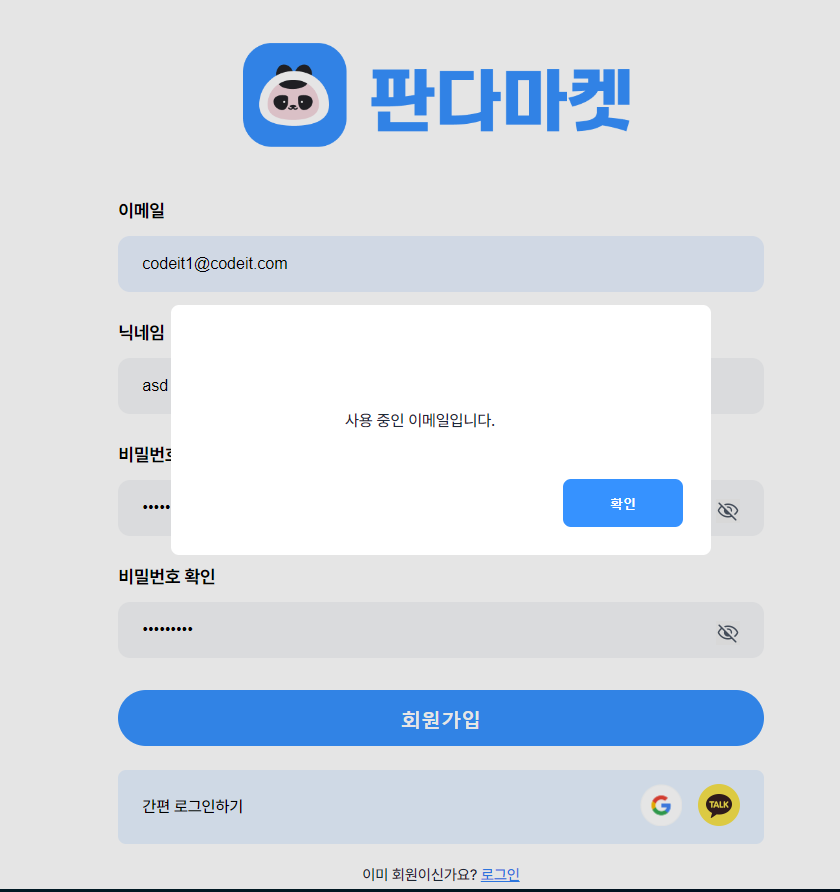 판다마켓
이메일
codeit1@codeit.com
닉네임
asd
사용 중인 이메일입니다.
비밀번호
확인
비밀번호 확인
회원가입
간편 로그인하기
TALK
이미 회원이신가요? 로그인